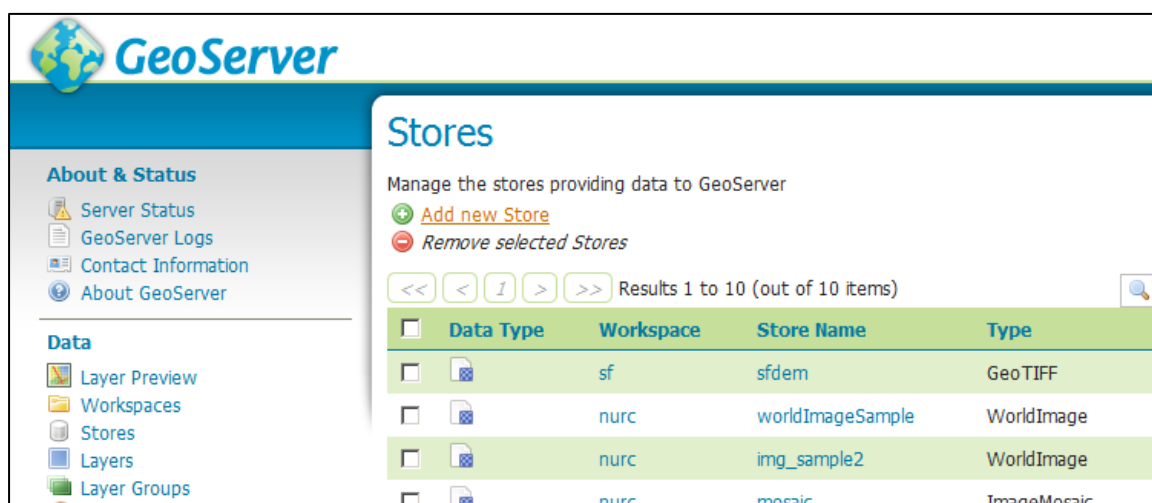 GeoServer
About & Status
Server Status
GeoServer Logs
Contact Information
About GeoServer
Data
Layer Preview
Workspaces
Stores
Layers
Layer Groups
Stores
Manage the stores providing data to GeoServer
Add new Store
Remove selected Stores
<< < 1 > >> Results 1 to 10 (out of 10 items)
Data Type Workspace Store Name Type
sf sfdem GeoTIFF
nurc worldImageSample WorldImage
nurc img_sample2 WorldImage
nurc mosaic ImageMosaic